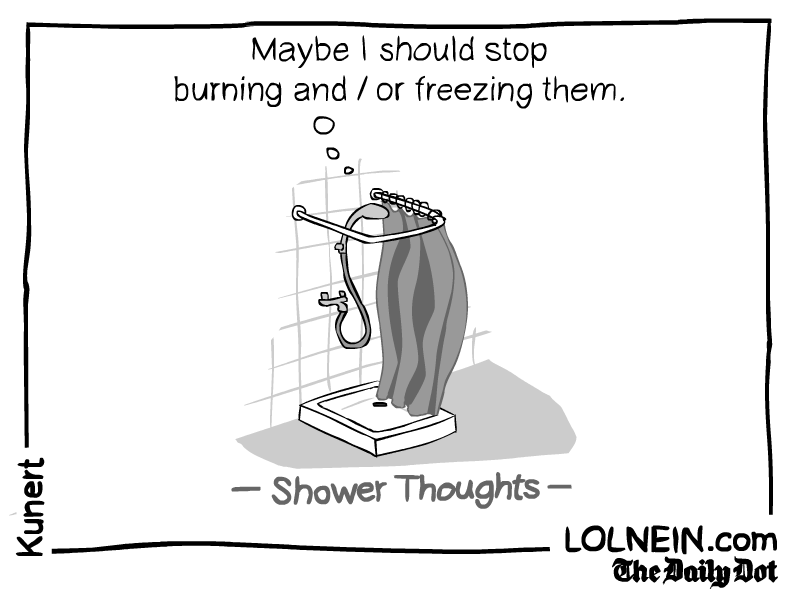 Maybe I should stop
burning and / or freezing them.
— Shower Thoughts —
Kunert
LOLNEIN.com
The Daily Dot